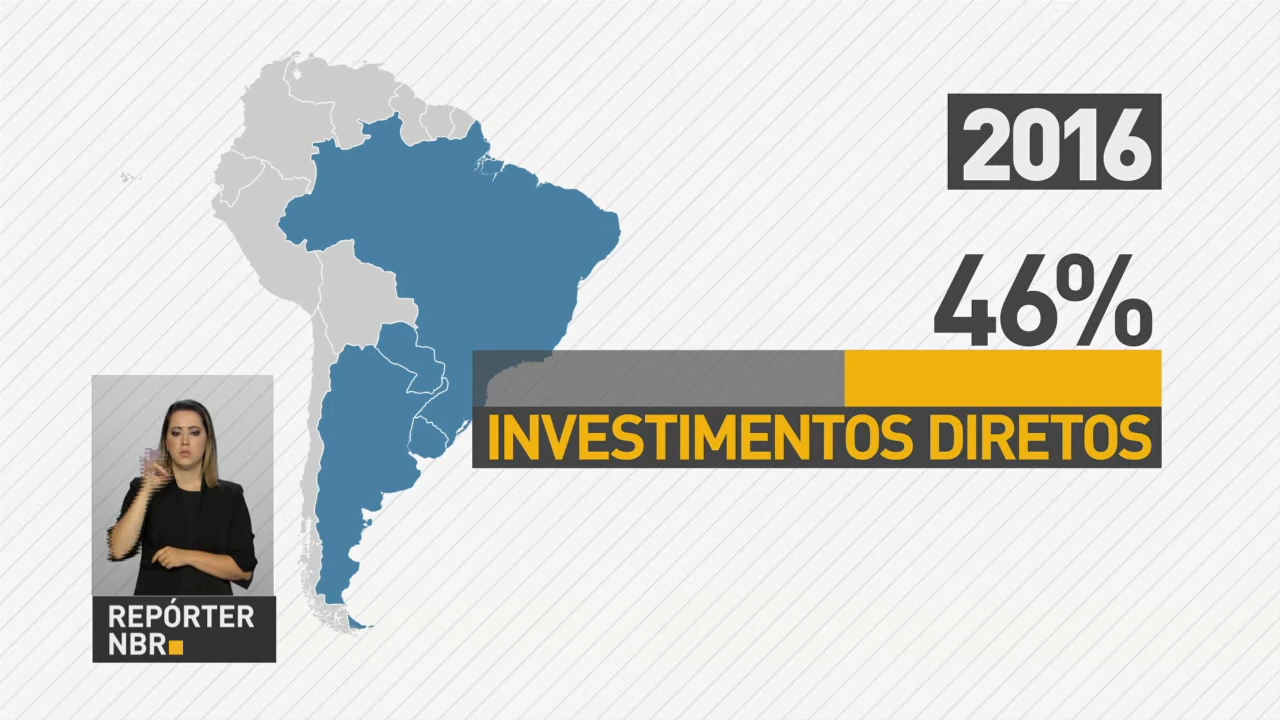 2016
46%
INVESTIMENTOS DIRETOS
REPÓRTER
NBR